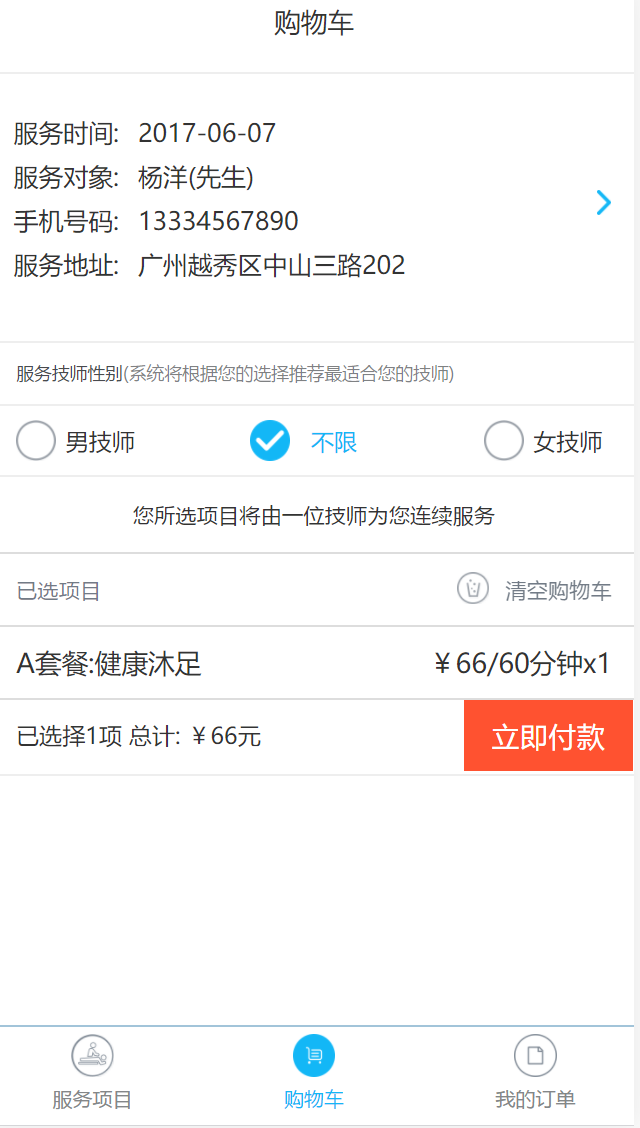 购物车
服务时间: 2017-06-07
服务对象: 杨洋(先生)
手机号码: 13334567890
服务地址: 广州越秀区中山三路202
服务技师性别(系统将根据您的选择推荐最适合您的技师)
男技师 不限 女技师
您所选项目将由一位技师为您连续服务
已选项目 清空购物车
A套餐:健康沐足 ￥66/60分钟x1
已选择1项 总计: ￥66元 立即付款
服务项目 购物车 我的订单